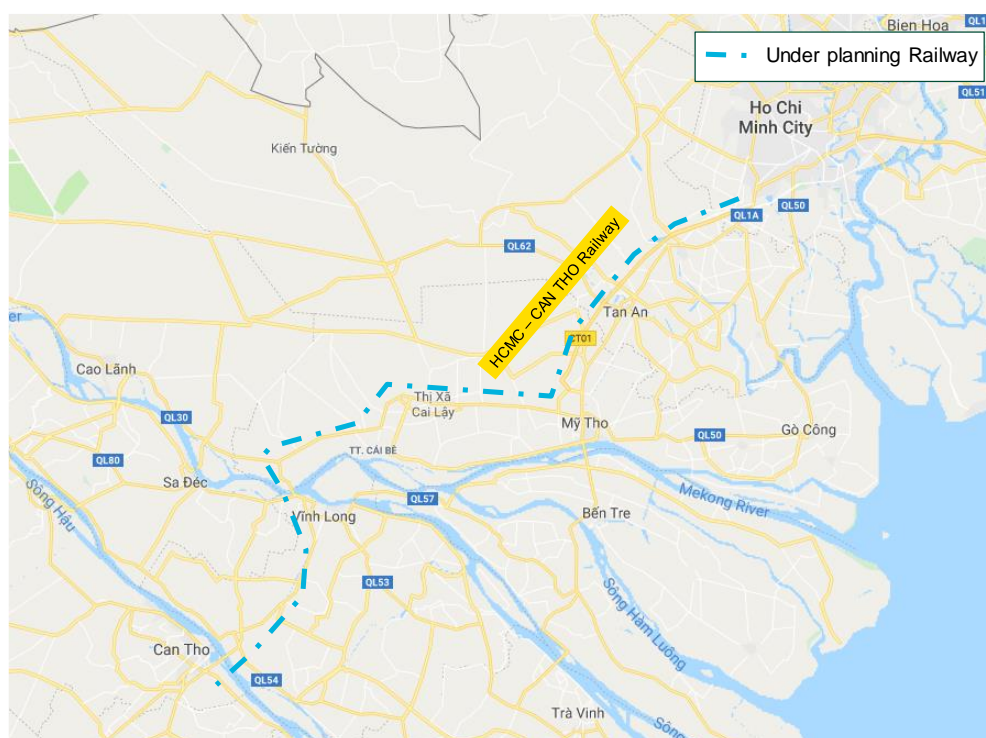 Bien Hoa
QL1
Under planning Railway
QL51
Ho Chi
Minh City
Kiến Tường
QL50
QL1A
QL62
HCMC – CAN THO Railway
Tan An
CT01
Cao Lãnh
Thị Xã
Cai Lậy
QL30
Mỹ Tho
QL50
Gò Công
TT. CÁI BÈ
QL80
Sa Đéc
QL57
Mekong River
Sông Hậu
Vĩnh Long
Bến Tre
QL53
Sông Hàm Luông
Can Tho
QL54
Trà Vinh
Sông